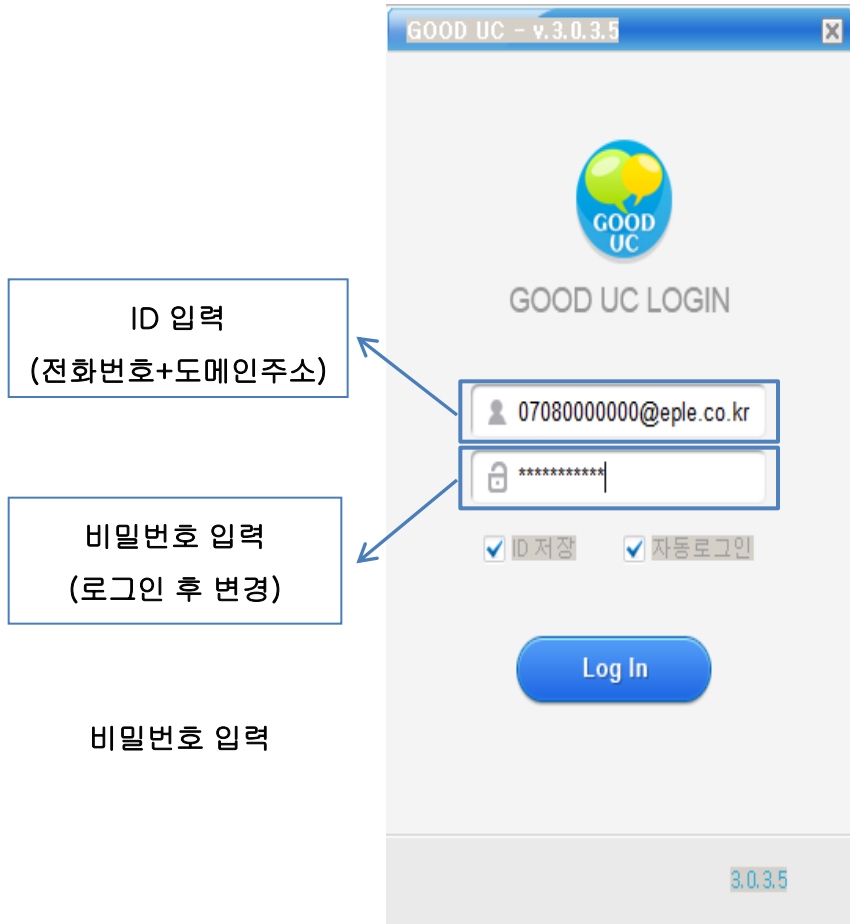 GOOD UC - v.3.0.3.5
GOOD
UC
GOOD UC LOGIN
ID 입력
(전화번호+도메인주소)
07080000000@eple.co.kr
***********
비밀번호 입력
(로그인 후 변경)
ID 저장
자동로그인
Log In
비밀번호 입력
3.0.3.5